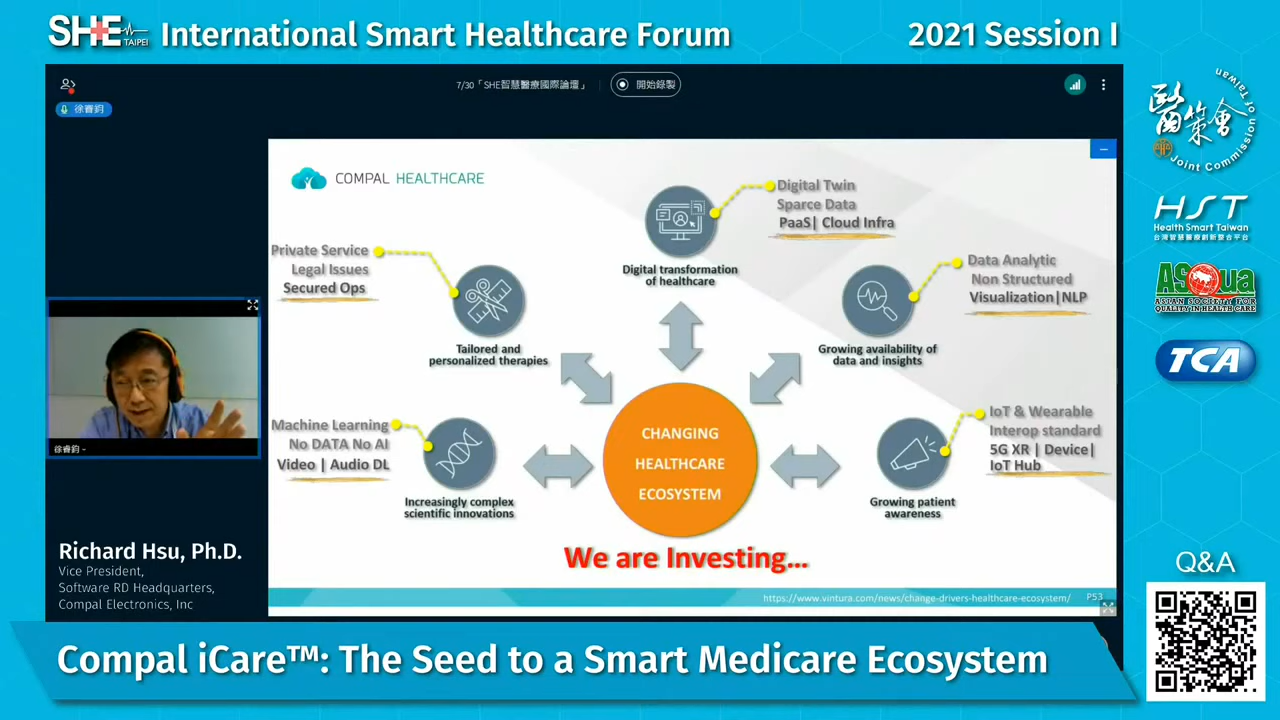 SHE TAIPEI International Smart Healthcare Forum
2021 Session I
7/30「SHE智慧醫療國際論壇」
開始錄製
徐睿鈞
COMPAL HEALTHCARE
Digital Twin
Sparce Data
PaaS| Cloud Infra
Digital transformation
of healthcare
Private Service
Legal Issues
Secured Ops
Tailored and
personalized therapies
Data Analytic
Non Structured
Visualization|NLP
Growing availability of
data and insights
Machine Learning
No DATA No AI
Video | Audio DL
Increasingly complex
scientific innovations
CHANGING
HEALTHCARE
ECOSYSTEM
IoT & Wearable
Interop standard
5G XR | Device|
IoT Hub
Growing patient
awareness
We are Investing...
https://www.vintura.com/news/change-drivers-healthcare-ecosystem/
P53
徐睿鈞 -
Richard Hsu, Ph.D.
Vice President,
Software RD Headquarters,
Compal Electronics, Inc
醫策會
Joint Commission of Taiwan
HST
Health Smart Taiwan
台灣智慧醫療創新整合平台
ASQua
ASIAN SOCIETY FOR
QUALITY IN HEALTH CARE
TCA
Q&A
Compal iCare™: The Seed to a Smart Medicare Ecosystem